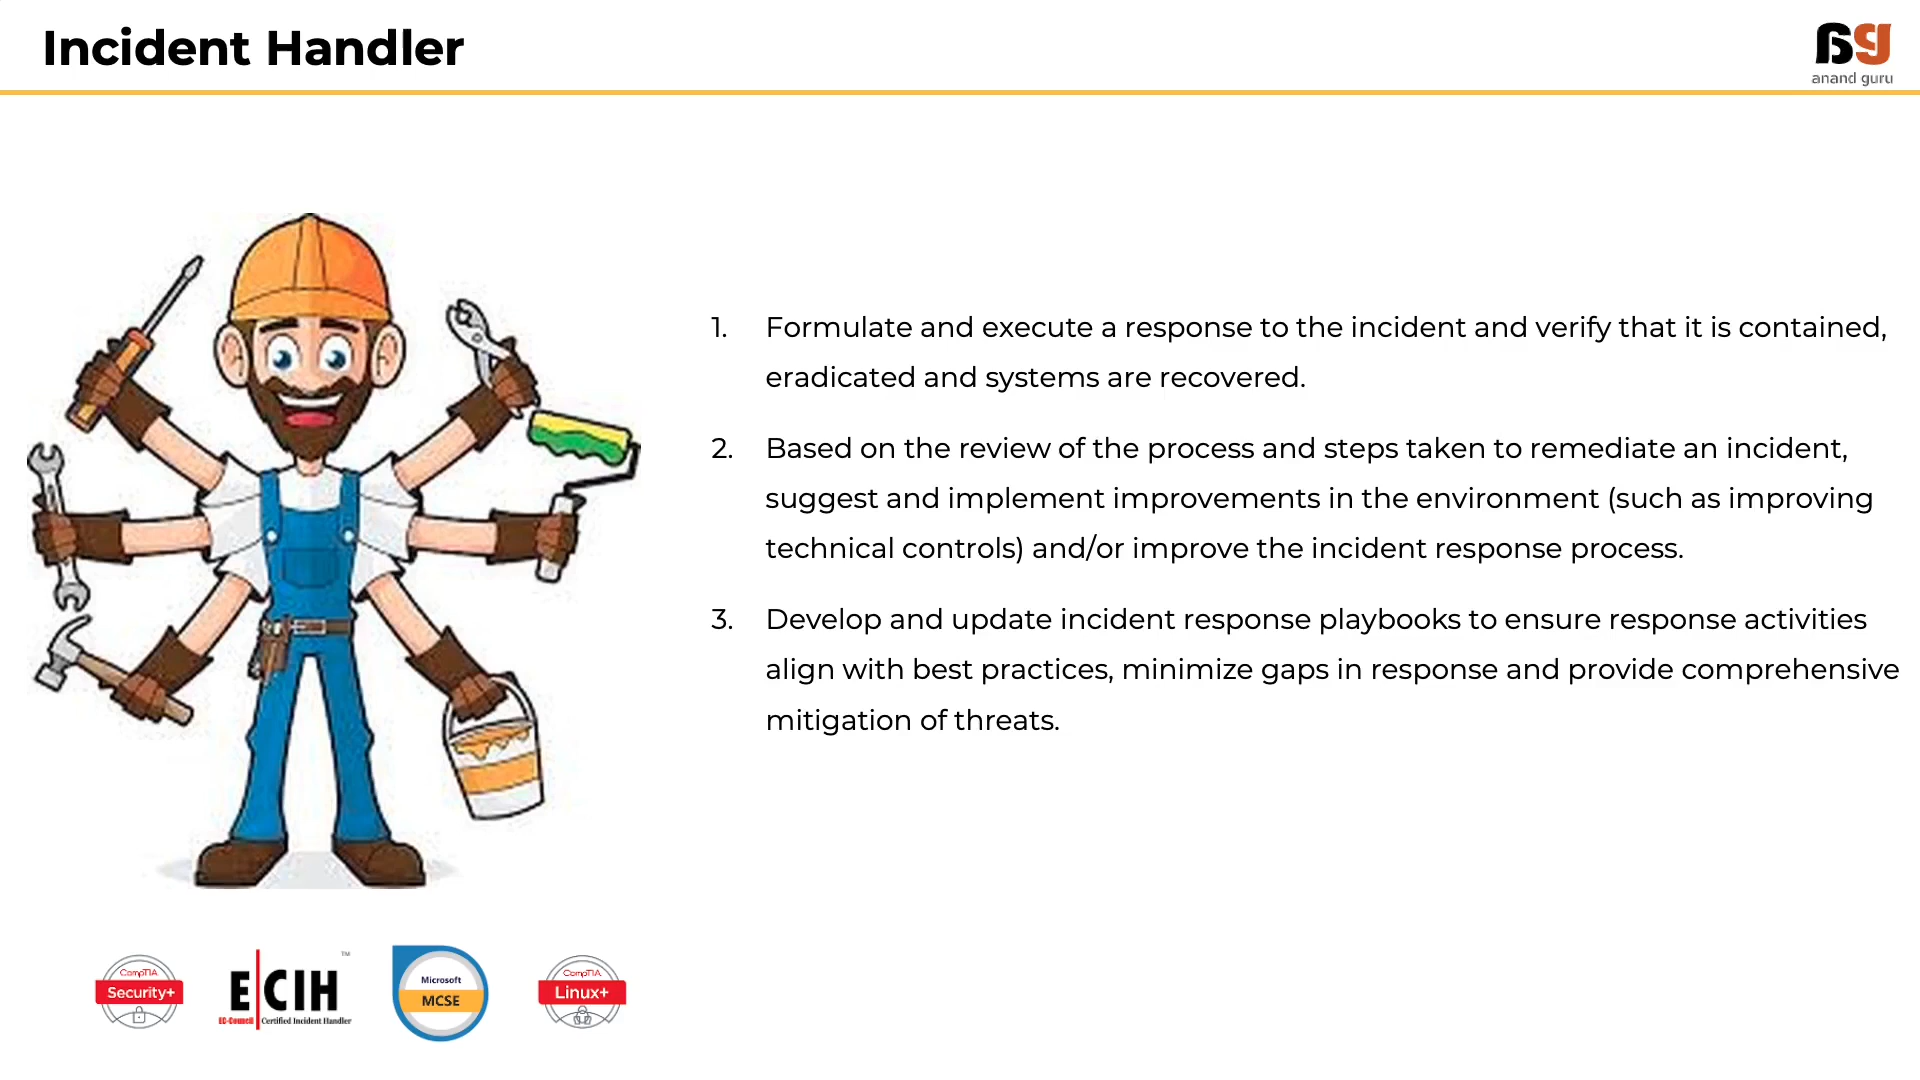 Incident Handler
anand guru
1. Formulate and execute a response to the incident and verify that it is contained,
eradicated and systems are recovered.
2. Based on the review of the process and steps taken to remediate an incident,
suggest and implement improvements in the environment (such as improving
technical controls) and/or improve the incident response process.
3. Develop and update incident response playbooks to ensure response activities
align with best practices, minimize gaps in response and provide comprehensive
mitigation of threats.
CompTIA
Security+
E|CIH
TM
EC-Council Certified Incident Handler
Microsoft
MCSE
CompTIA
Linux+